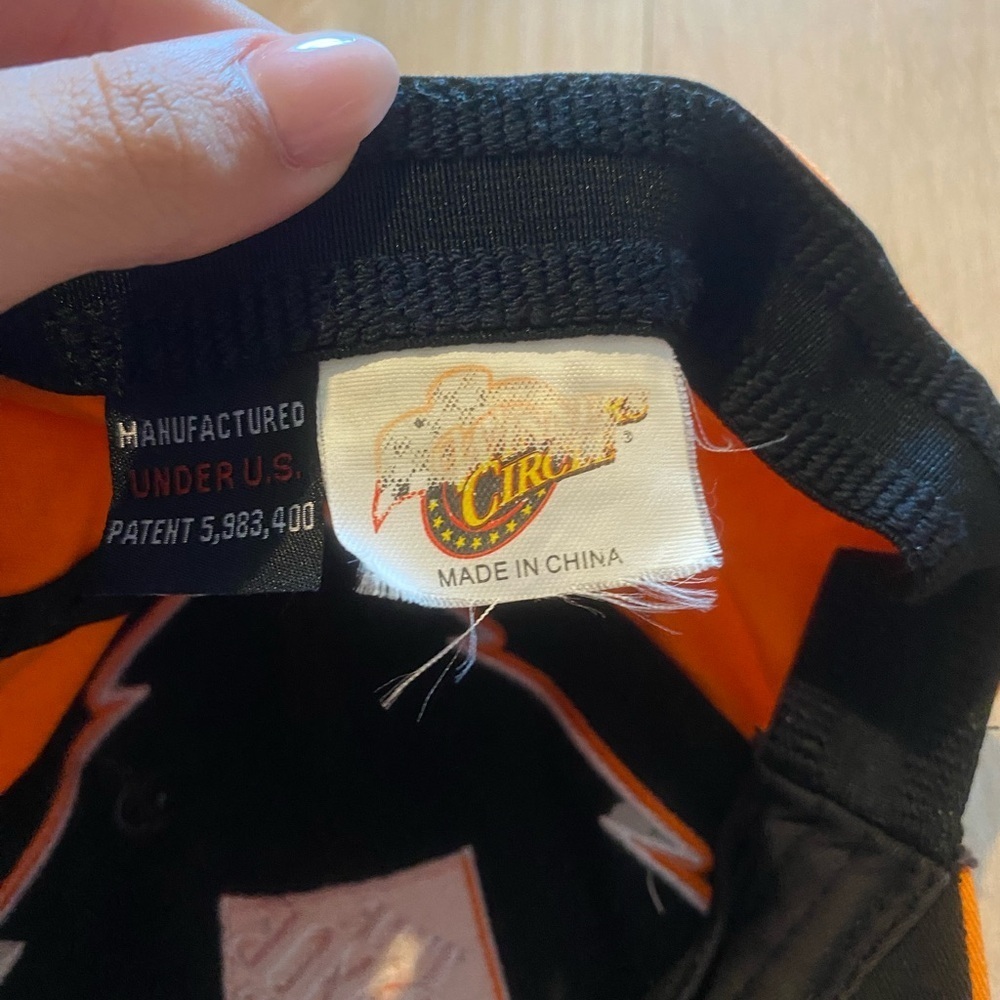 MANUFACTURED
UNDER U.S.
PATENT 5,983,400
CIRCLE
MADE IN CHINA